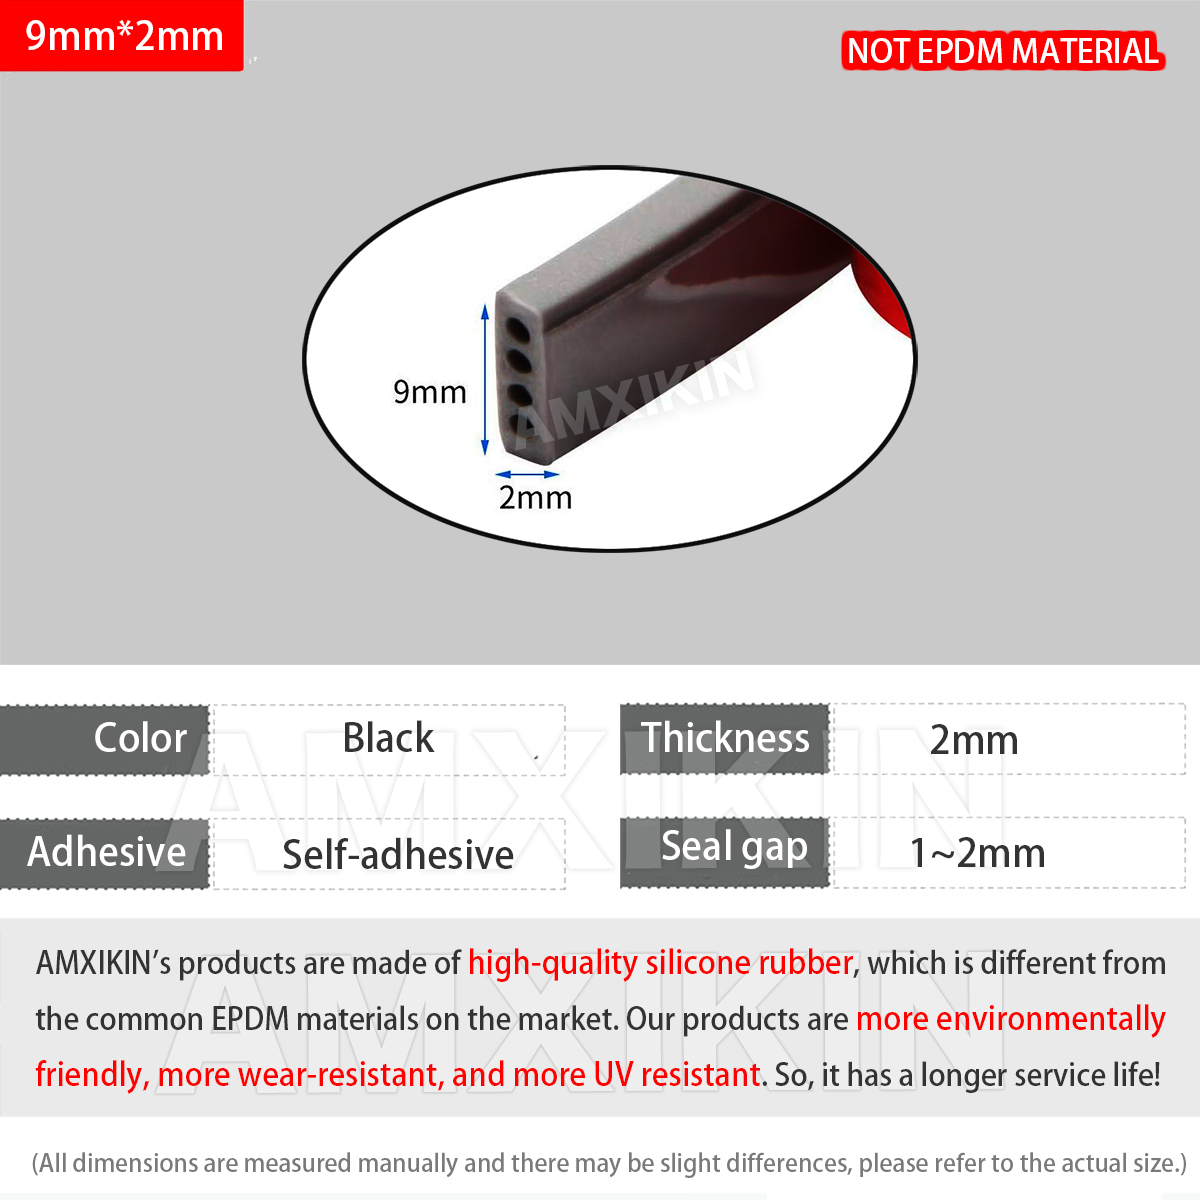 9mm*2mm
NOT EPDM MATERIAL
9mm
AMXIKIN
2mm
Color
Black
Thickness
2mm
Adhesive
Self-adhesive
Seal gap
1~2mm
AMXIKIN
AMXIKIN’s products are made of high-quality silicone rubber, which is different from
the common EPDM materials on the market. Our products are more environmentally
friendly, more wear-resistant, and more UV resistant. So, it has a longer service life!
AMXIKIN
(All dimensions are measured manually and there may be slight differences, please refer to the actual size.)